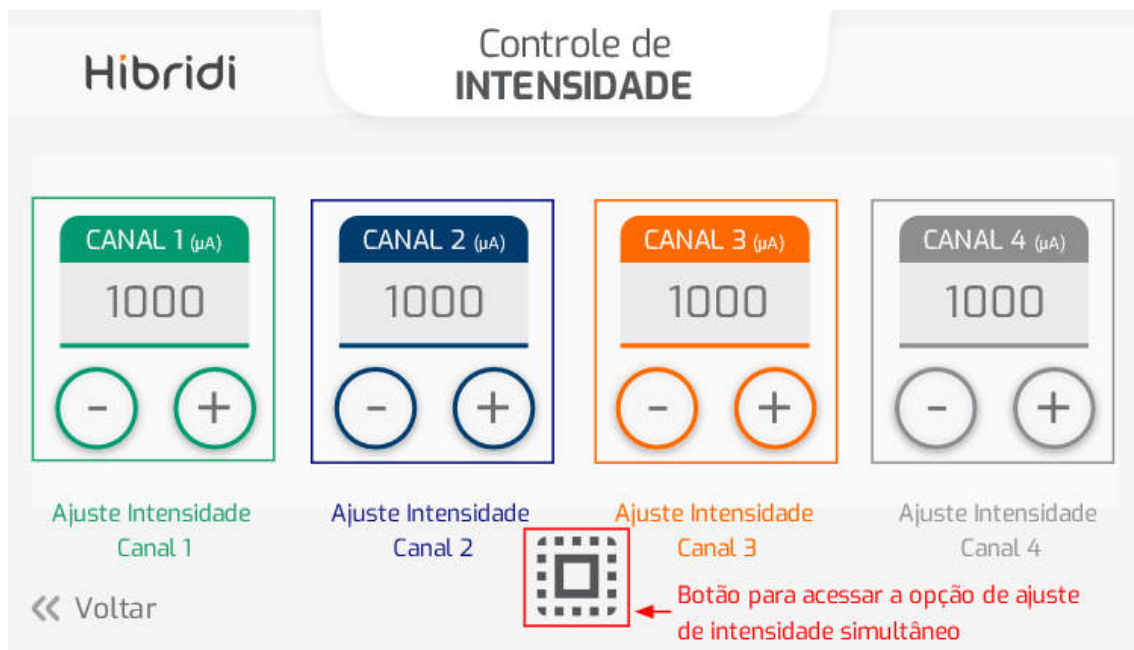 Hibridi
Controle de
INTENSIDADE
CANAL 1 (µA)
1000
- +
CANAL 2 (µA)
1000
- +
CANAL 3 (µA)
1000
- +
CANAL 4 (µA)
1000
- +
Ajuste Intensidade
Canal 1
Ajuste Intensidade
Canal 2
Ajuste Intensidade
Canal 3
Ajuste Intensidade
Canal 4
Voltar
Botão para acessar a opção de ajuste
de intensidade simultâneo